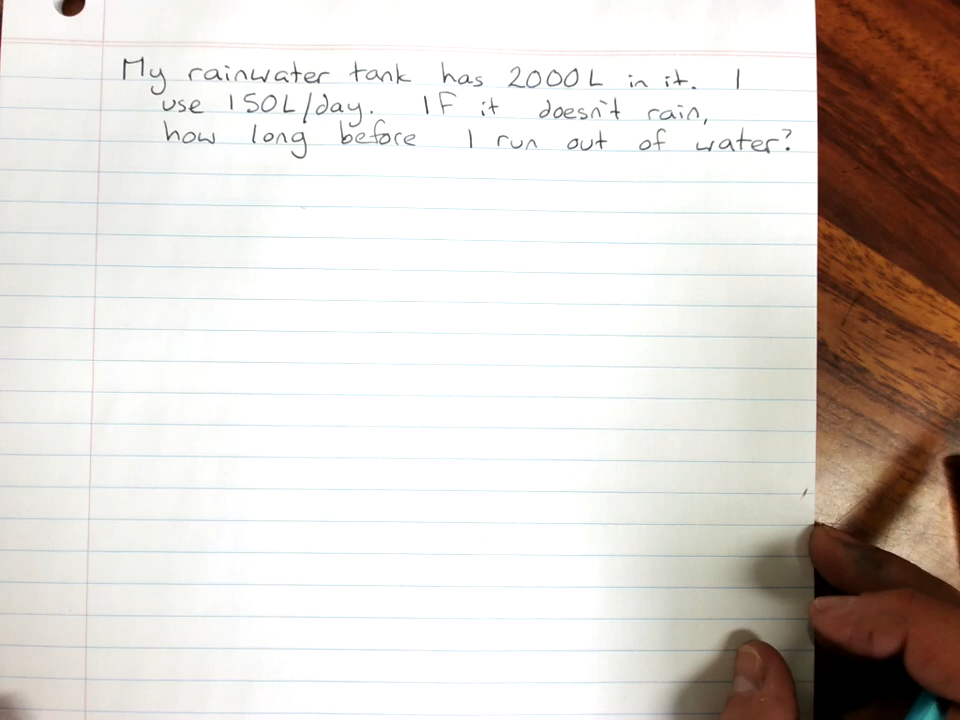 My rainwater tank has 2000L in it. I
use 150L/day. IF it doesn't rain,
how long before I run out of water?